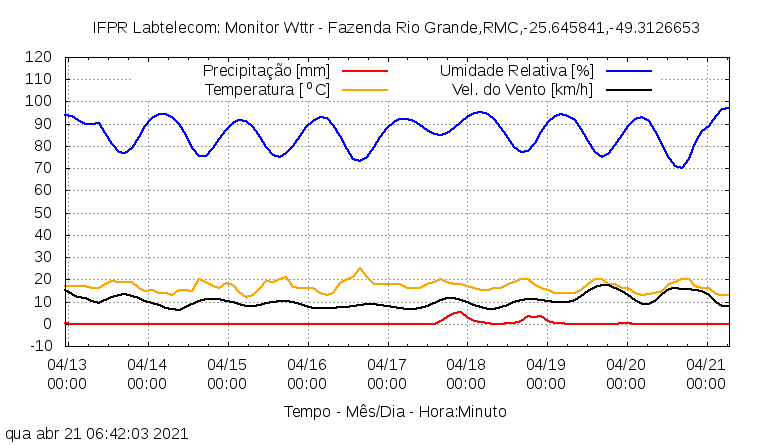 IFPR Labtelecom: Monitor Wttr - Fazenda Rio Grande,RMC,-25.645841,-49.3126653
120
110
100
90
80
70
60
50
40
30
20
10
0
-10
Precipitação [mm]
Temperatura [⁰C]
Umidade Relativa [%]
Vel. do Vento [km/h]
04/13 04/14 04/15 04/16 04/17 04/18 04/19 04/20 04/21
00:00 00:00 00:00 00:00 00:00 00:00 00:00 00:00 00:00
Tempo - Mês/Dia - Hora:Minuto
qua abr 21 06:42:03 2021